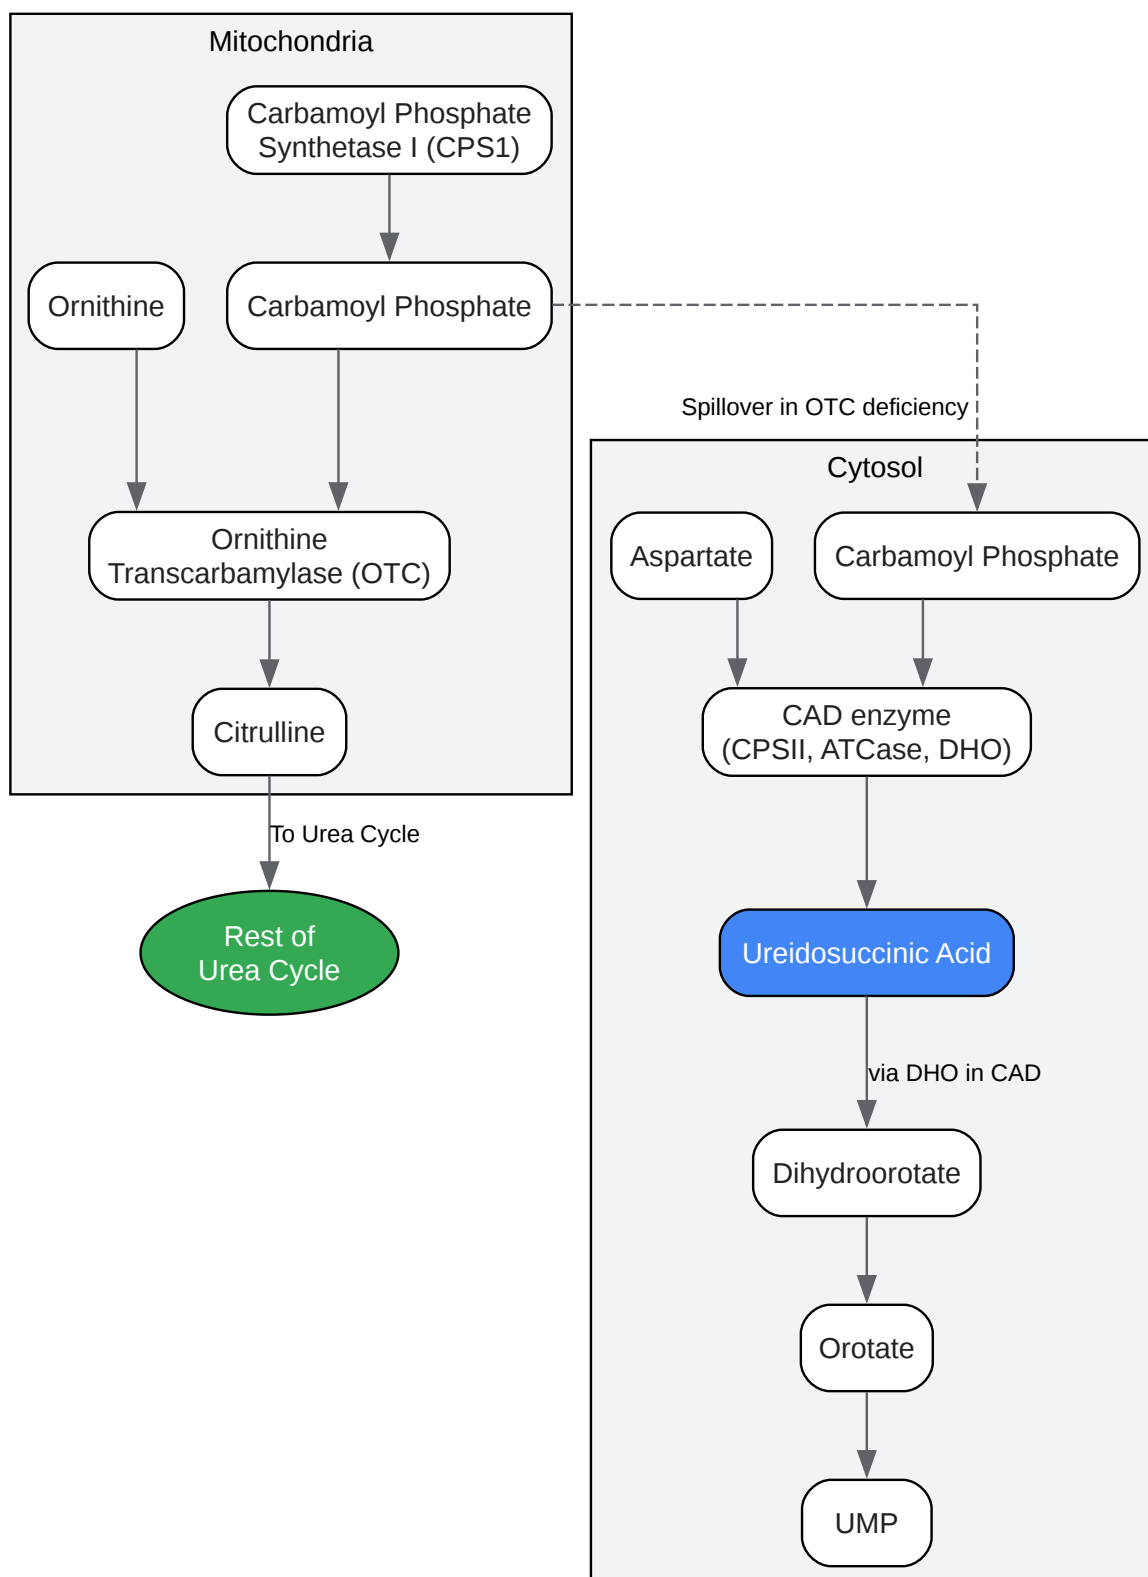 Mitochondria
Carbamoyl Phosphate
Synthetase I (CPS1)
Ornithine
Carbamoyl Phosphate
Spillover in OTC deficiency
Ornithine
Transcarbamylase (OTC)
Citrulline
To Urea Cycle
Rest of
Urea Cycle
Cytosol
Aspartate
Carbamoyl Phosphate
CAD enzyme
(CPSII, ATCase, DHO)
Ureidosuccinic Acid
via DHO in CAD
Dihydroorotate
Orotate
UMP